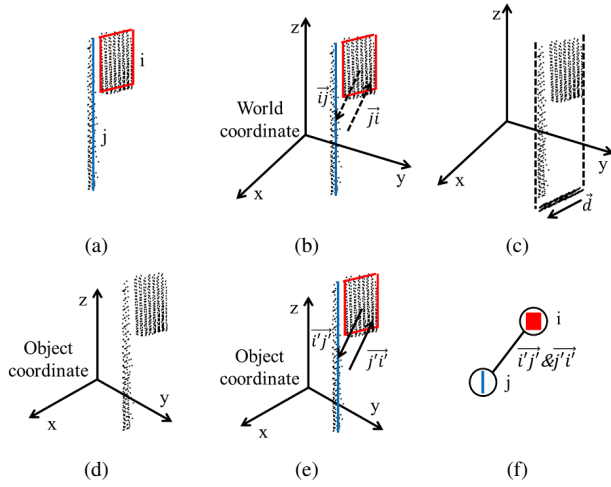 i
j
(a)
z
World
coordinate
x
y
ij
ji
(b)
z
x
y
d
(c)
z
Object
coordinate
x
y
(d)
z
Object
coordinate
x
y
i'j'
j'i'
(e)
i
j
i'j'&j'i'
(f)